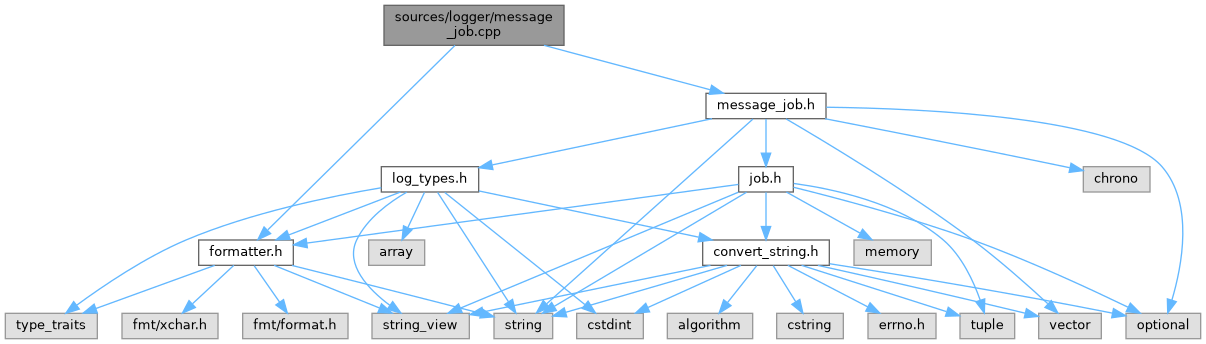 sources/logger/message
_job.cpp
message_job.h
log_types.h
job.h
chrono
formatter.h
array
convert_string.h
memory
type_traits
fmt/xchar.h
fmt/format.h
string_view
string
cstdint
algorithm
cstring
errno.h
tuple
vector
optional